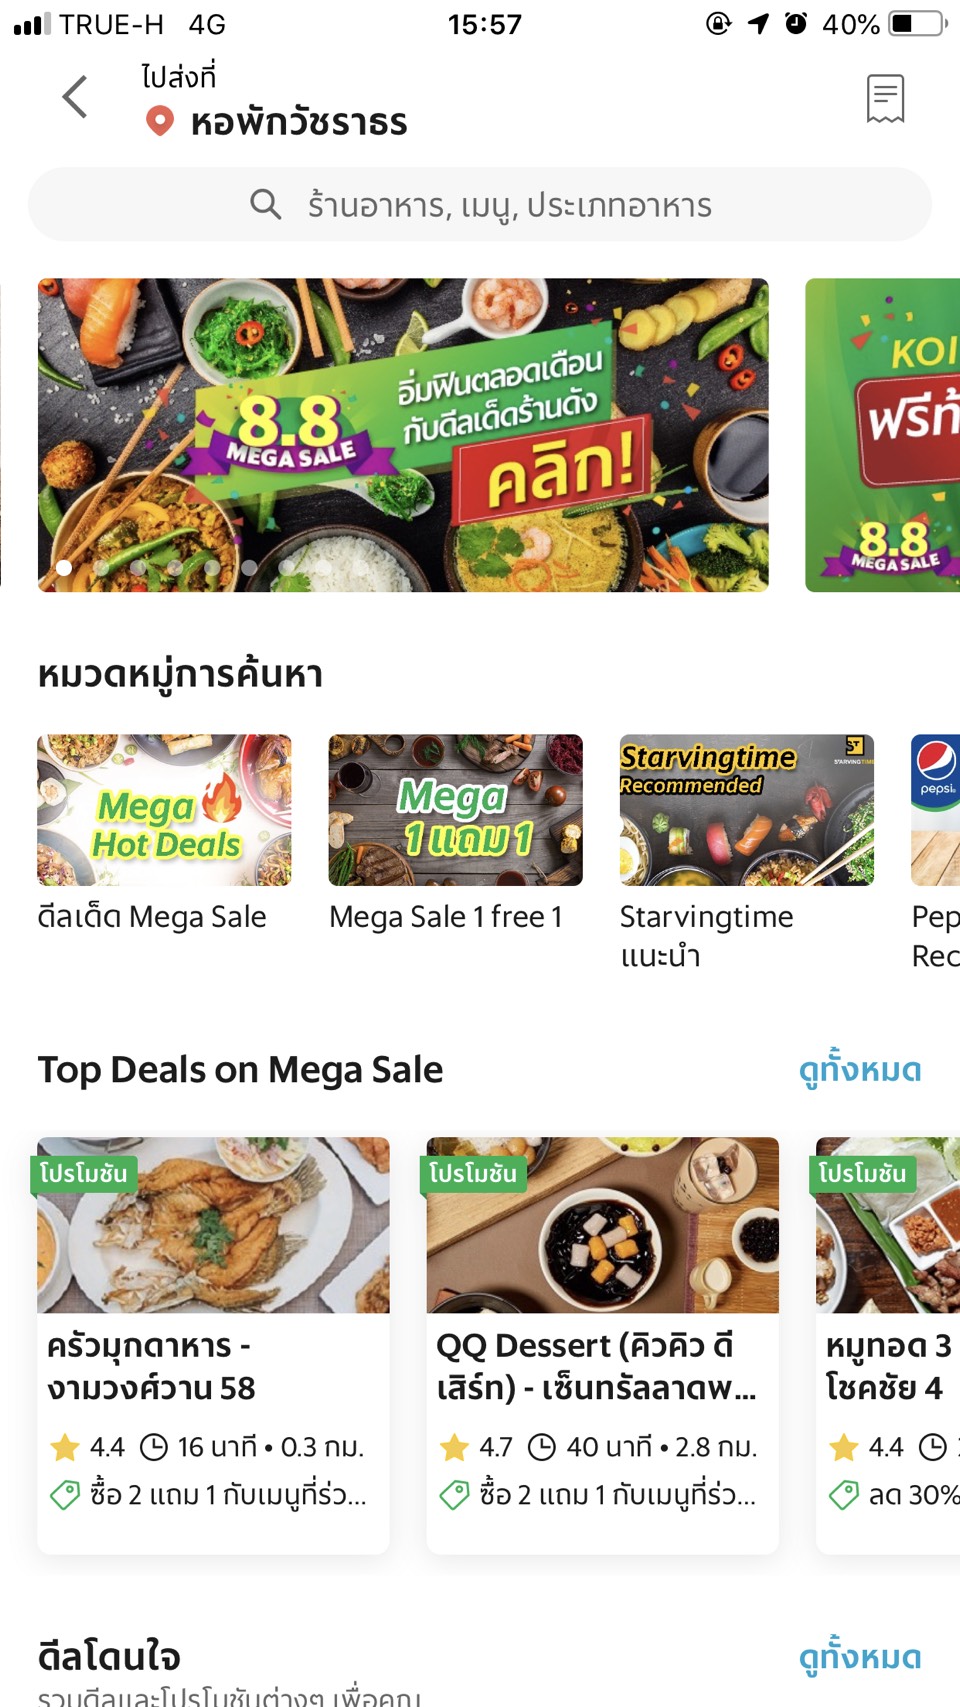 TRUE-H 4G 15:57 40%
ไปส่งที่
หอพักวัชราธร
ร้านอาหาร, เมนู, ประเภทอาหาร
8.8
MEGA SALE
อิ่มฟินตลอดเดือน
กับดีลเด็ดร้านดัง
คลิก!
KOI
ฟรีทั
8.8
MEGA SALE
หมวดหมู่การค้นหา
Mega
Hot Deals
Mega
1 แถม 1
Starvingtime
Recommended
ST
STARVINGTIME
pepsi
ดีลเด็ด Mega Sale
Mega Sale 1 free 1
Starvingtime
แนะนำ
Pep
Rec
Top Deals on Mega Sale
ดูทั้งหมด
โปรโมชัน
โปรโมชัน
โปรโมชัน
ครัวมุกดาหาร -
งามวงศ์วาน 58
4.4 16 นาที • 0.3 กม.
ซื้อ 2 แถม 1 กับเมนูที่ร่ว...
QQ Dessert (คิวคิว ดี
เสิร์ท) - เซ็นทรัลลาดพ...
4.7 40 นาที • 2.8 กม.
ซื้อ 2 แถม 1 กับเมนูที่ร่ว...
หมูทอด 3
โชคชัย 4
4.4
ลด 30%
ดีลโดนใจ
ดูทั้งหมด
รวมดีลและโปรโมชันต่างๆ เพื่อคุณ